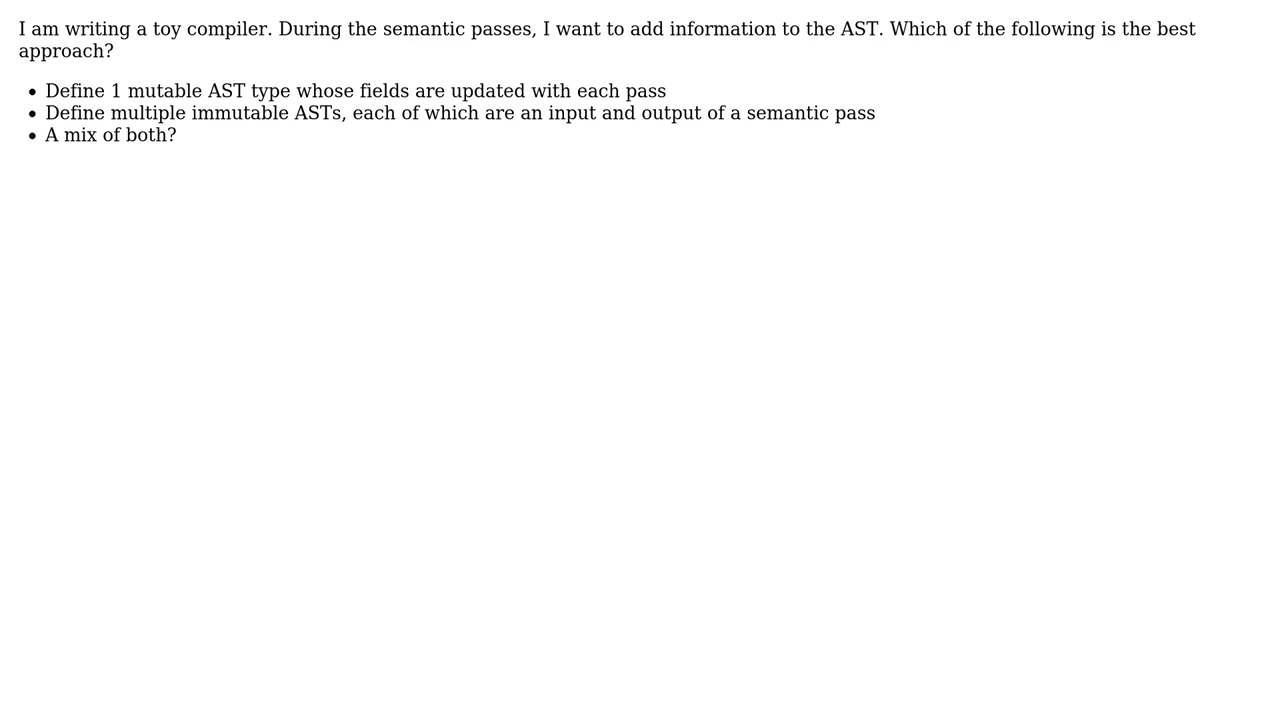 I am writing a toy compiler. During the semantic passes, I want to add information to the AST. Which of the following is the best
approach?
• Define 1 mutable AST type whose fields are updated with each pass
• Define multiple immutable ASTs, each of which are an input and output of a semantic pass
• A mix of both?